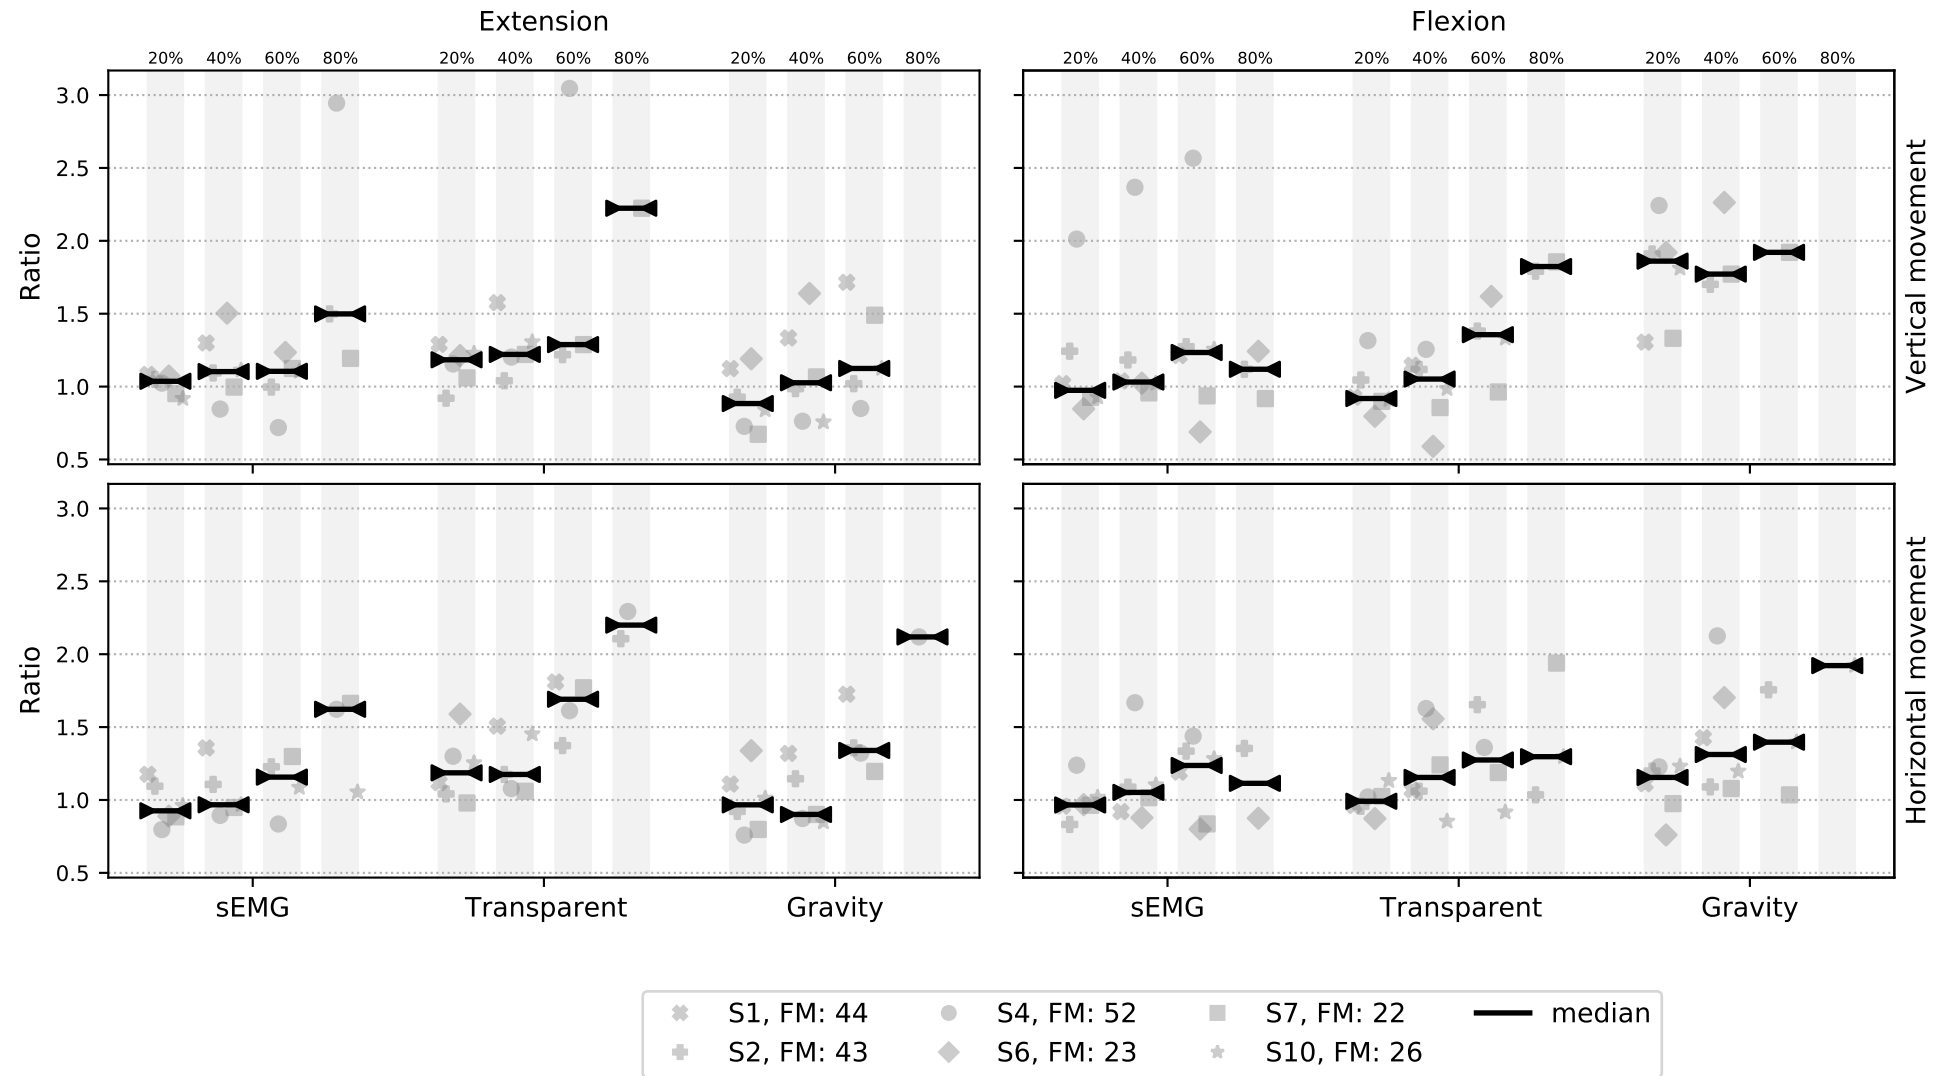 Extension Flexion
20% 40% 60% 80% 20% 40% 60% 80% 20% 40% 60% 80% 20% 40% 60% 80% 20% 40% 60% 80% 20% 40% 60% 80%
3.0
2.5
2.0
1.5
1.0
0.5
Ratio
Vertical movement
3.0
2.5
2.0
1.5
1.0
0.5
Ratio
Horizontal movement
sEMG Transparent Gravity sEMG Transparent Gravity
S1, FM: 44 S4, FM: 52 S7, FM: 22 median
S2, FM: 43 S6, FM: 23 S10, FM: 26